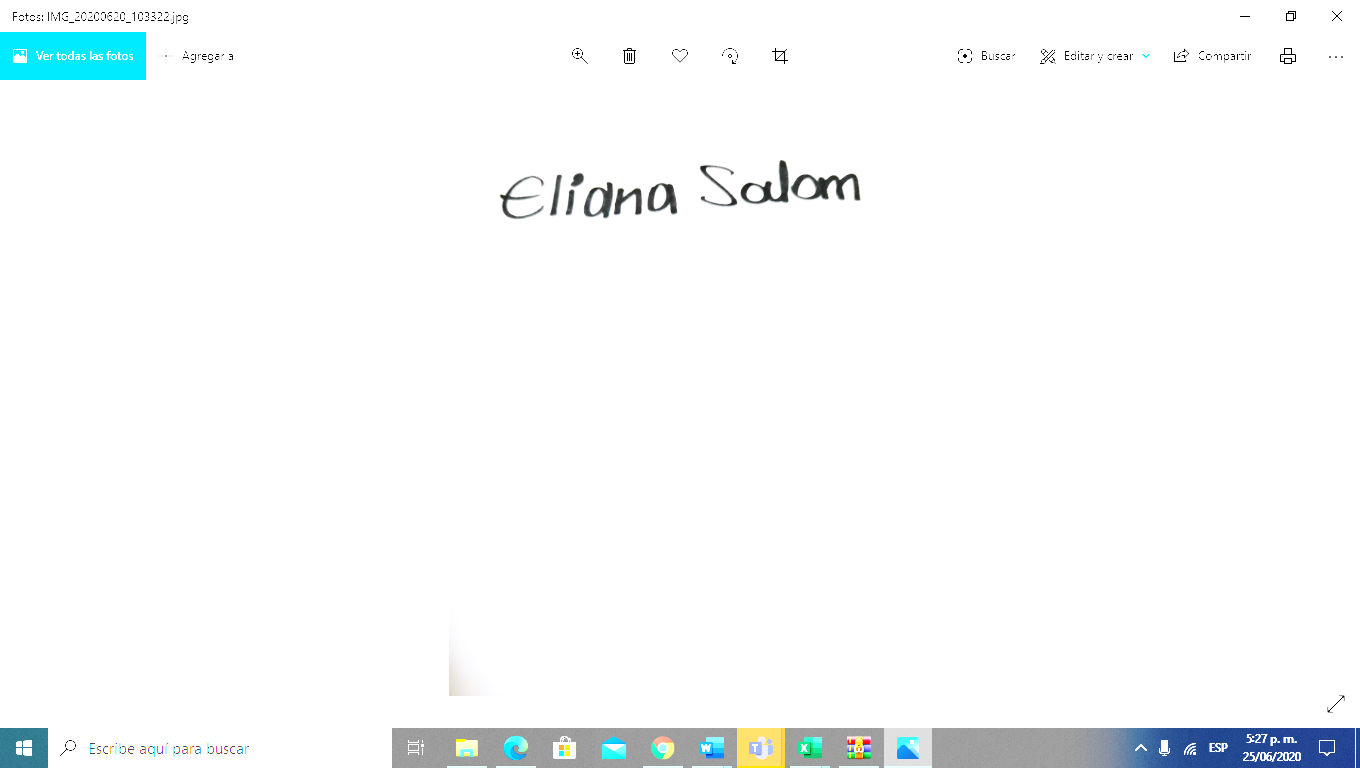 Fotos: IMG_20200620_103322.jpg
Ver todas las fotos
Agregar a
Buscar
Editar y crear
Compartir
Eliana Salom
Escribe aquí para buscar
ESP
5:27 p. m.
25/06/2020